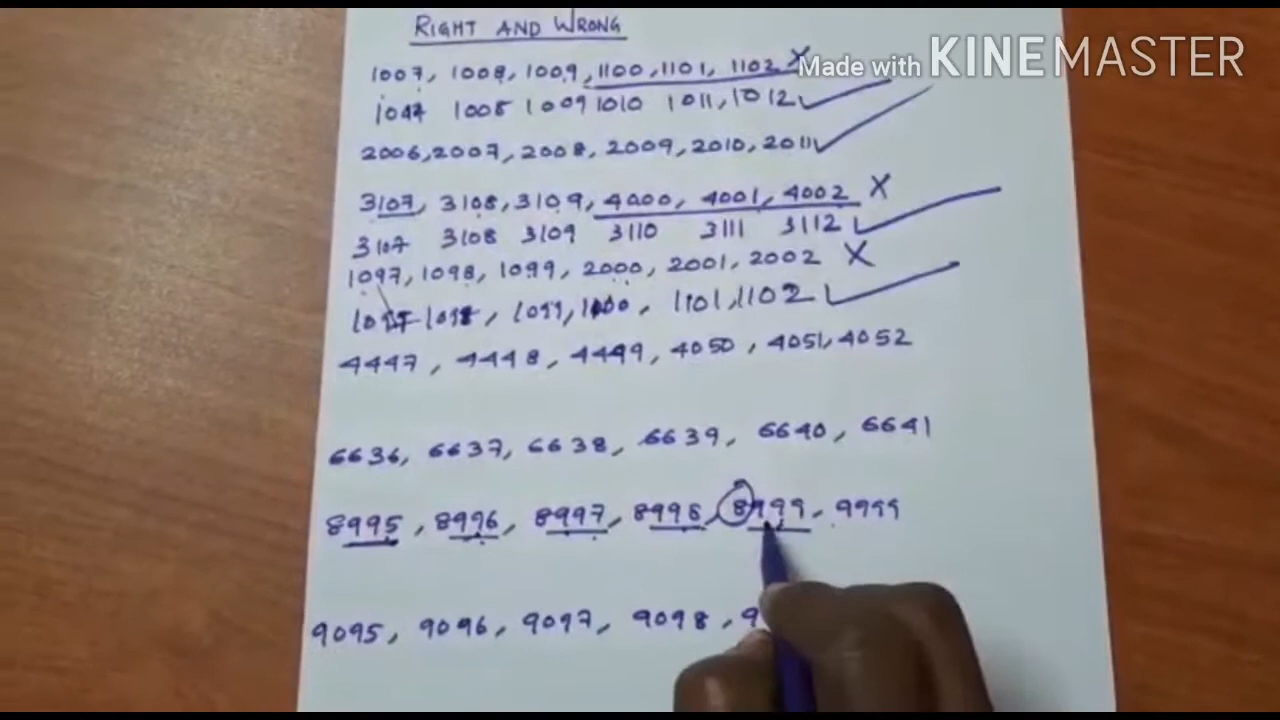 RIGHT AND WRONG
Made with KINEMASTER
1007, 1008, 1009, 1100, 1101, 1102 X
1008 1009 1010 1011, 1012 ✓
2006, 2007, 2008, 2009, 2010, 2011 ✓
3107, 3108, 3109, 4000, 4001, 4002 X
3107 3108 3109 3110 3111 3112 ✓
1097, 1098, 1099, 2000, 2001, 2002 X
1098, 1099, 1101, 1102 ✓
4447, 4448, 4449, 4050, 4051, 4052
6636, 6637, 6638, 6639, 6640, 6641
8995, 8996, 8997, 8998, 8999, 9999
9095, 9096, 9097, 9098,